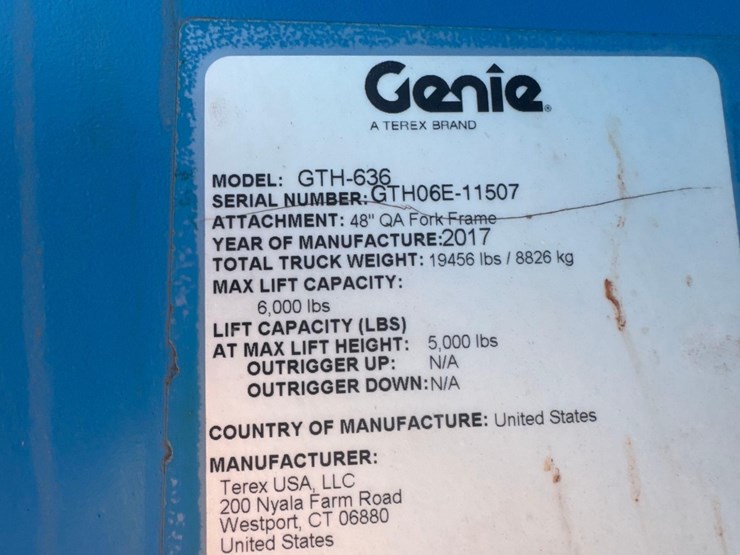 Genie®
A TEREX BRAND
MODEL: GTH-636
SERIAL NUMBER: GTH06E-11507
ATTACHMENT: 48" QA Fork Frame
YEAR OF MANUFACTURE:2017
TOTAL TRUCK WEIGHT: 19456 lbs / 8826 kg
MAX LIFT CAPACITY:
6,000 lbs
LIFT CAPACITY (LBS)
AT MAX LIFT HEIGHT: 5,000 lbs
OUTRIGGER UP: N/A
OUTRIGGER DOWN:N/A
COUNTRY OF MANUFACTURE: United States
MANUFACTURER:
Terex USA, LLC
200 Nyala Farm Road
Westport, CT 06880
United States